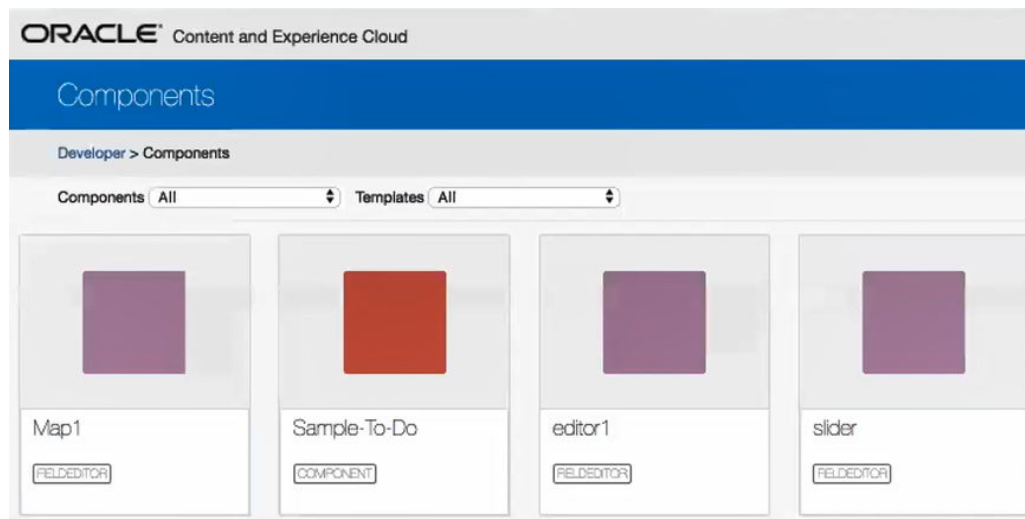 ORACLE® Content and Experience Cloud
Components
Developer > Components
Components All Templates All
Map1 Sample-To-Do editor1 slider
FIELDEDITOR COMPONENT FIELDEDITOR FIELDEDITOR